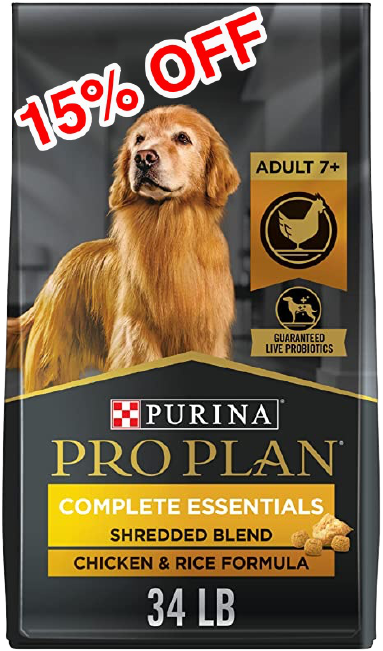 15% OFF
ADULT 7+
GUARANTEED
LIVE PROBIOTICS
PURINA®
PRO PLAN®
COMPLETE ESSENTIALS
SHREDDED BLEND
CHICKEN & RICE FORMULA
34 LB